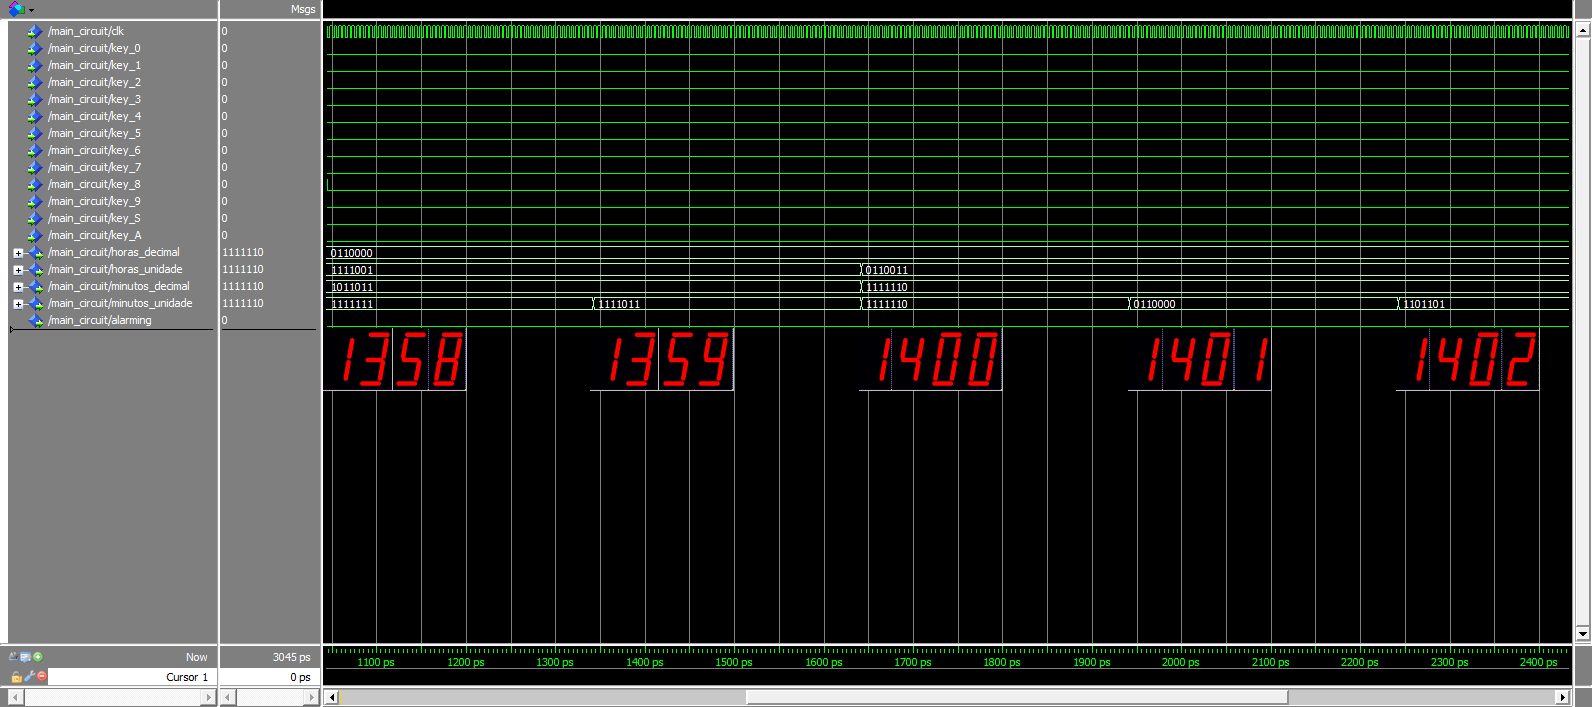 Msgs
/main_circuit/clk 0
/main_circuit/key_0 0
/main_circuit/key_1 0
/main_circuit/key_2 0
/main_circuit/key_3 0
/main_circuit/key_4 0
/main_circuit/key_5 0
/main_circuit/key_6 0
/main_circuit/key_7 0
/main_circuit/key_8 0
/main_circuit/key_9 0
/main_circuit/key_S 0
/main_circuit/key_A 0
/main_circuit/horas_decimal 1111110 0110000
/main_circuit/horas_unidade 1111110 1111001 0110011
/main_circuit/minutos_decimal 1111110 1011011 1111110
/main_circuit/minutos_unidade 1111110 1111111 1111011 1111110 0110000 1101101
/main_circuit/alarming 0
1358 1359 1400 1401 1402
Now 3045 ps 1100 ps 1200 ps 1300 ps 1400 ps 1500 ps 1600 ps 1700 ps 1800 ps 1900 ps 2000 ps 2100 ps 2200 ps 2300 ps 2400 ps
Cursor 1 0 ps